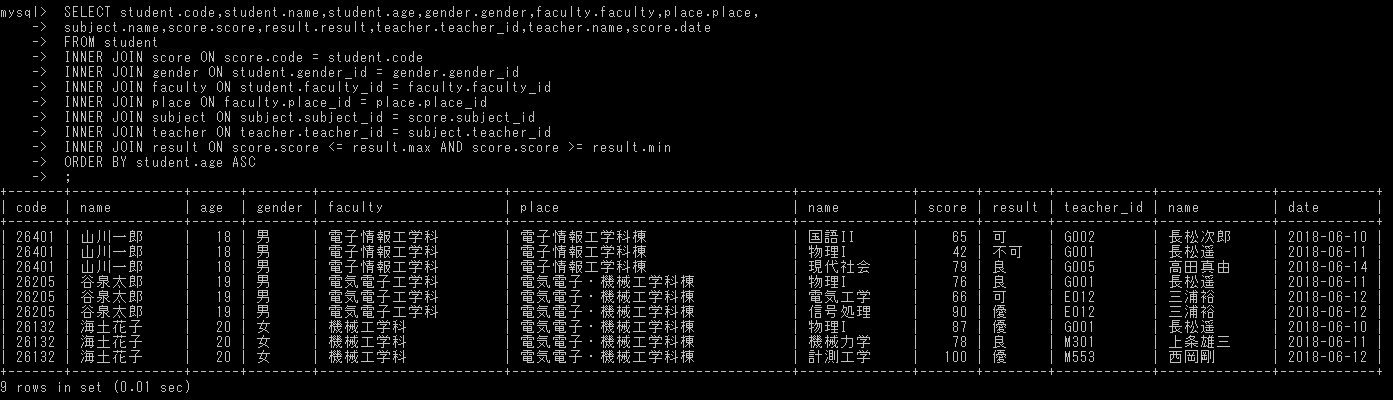 mysql> SELECT student.code,student.name,student.age,gender.gender,faculty.faculty,place.place,
-> subject.name,score.score,result.result,teacher.teacher_id,teacher.name,score.date
-> FROM student
-> INNER JOIN score ON score.code = student.code
-> INNER JOIN gender ON student.gender_id = gender.gender_id
-> INNER JOIN faculty ON student.faculty_id = faculty.faculty_id
-> INNER JOIN place ON faculty.place_id = place.place_id
-> INNER JOIN subject ON subject.subject_id = score.subject_id
-> INNER JOIN teacher ON teacher.teacher_id = subject.teacher_id
-> INNER JOIN result ON score.score <= result.max AND score.score >= result.min
-> ORDER BY student.age ASC
-> ;
| code | name | age | gender | faculty | place | name | score | result | teacher_id | name | date |
| 26401 | 山川一郎 | 18 | 男 | 電子情報工学科 | 電子情報工学科棟 | 国語II | 65 | 可 | G002 | 長松次郎 | 2018-06-10 |
| 26401 | 山川一郎 | 18 | 男 | 電子情報工学科 | 電子情報工学科棟 | 物理I | 42 | 不可 | G001 | 長松遥 | 2018-06-11 |
| 26401 | 山川一郎 | 18 | 男 | 電子情報工学科 | 電子情報工学科棟 | 現代社会 | 79 | 良 | G005 | 高田真由 | 2018-06-14 |
| 26205 | 谷泉太郎 | 19 | 男 | 電気電子工学科 | 電気電子・機械工学科棟 | 物理I | 76 | 良 | G001 | 長松遥 | 2018-06-11 |
| 26205 | 谷泉太郎 | 19 | 男 | 電気電子工学科 | 電気電子・機械工学科棟 | 電気工学 | 66 | 可 | E012 | 三浦裕 | 2018-06-12 |
| 26205 | 谷泉太郎 | 19 | 男 | 電気電子工学科 | 電気電子・機械工学科棟 | 信号処理 | 90 | 優 | E012 | 三浦裕 | 2018-06-12 |
| 26132 | 海土花子 | 20 | 女 | 機械工学科 | 電気電子・機械工学科棟 | 物理I | 87 | 優 | G001 | 長松遥 | 2018-06-10 |
| 26132 | 海土花子 | 20 | 女 | 機械工学科 | 電気電子・機械工学科棟 | 機械力学 | 78 | 良 | M301 | 上条雄三 | 2018-06-11 |
| 26132 | 海土花子 | 20 | 女 | 機械工学科 | 電気電子・機械工学科棟 | 計測工学 | 100 | 優 | M553 | 西岡剛 | 2018-06-12 |
9 rows in set (0.01 sec)